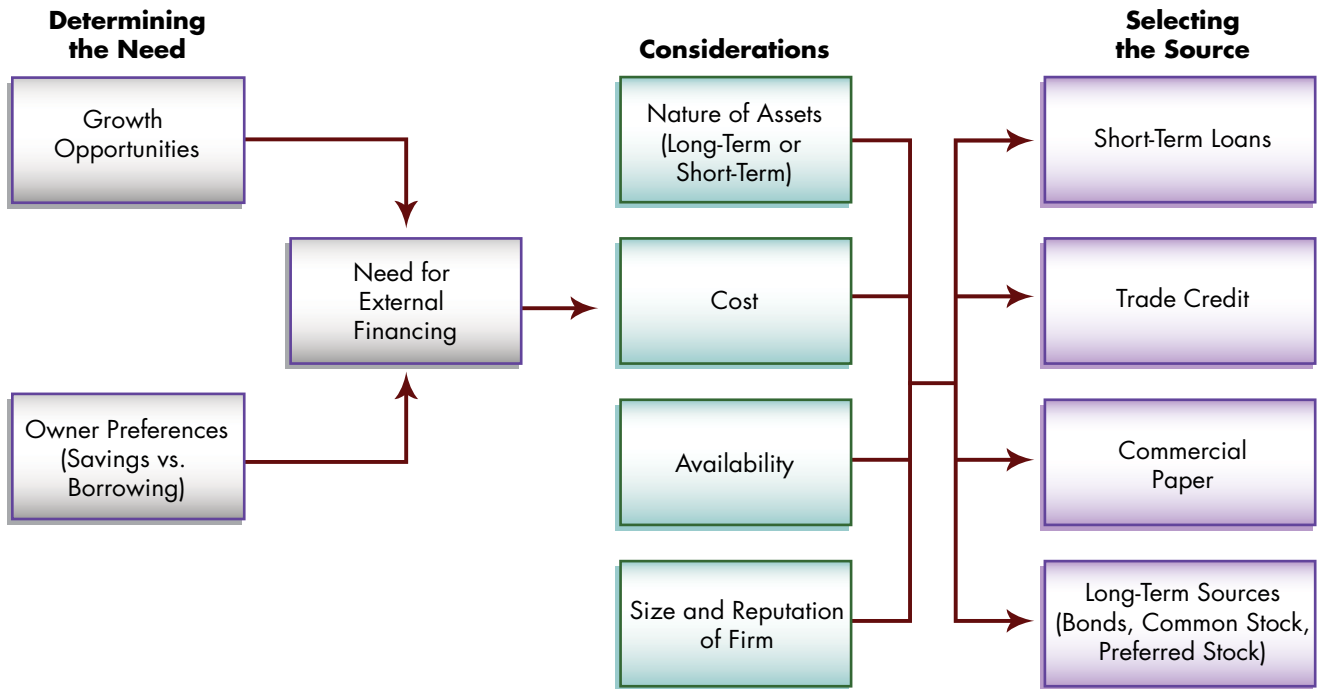 Determining
the Need
Growth
Opportunities
Need for
External
Financing
Owner Preferences
(Savings vs.
Borrowing)
Considerations
Nature of Assets
(Long-Term or
Short-Term)
Cost
Availability
Size and Reputation
of Firm
Selecting
the Source
Short-Term Loans
Trade Credit
Commercial
Paper
Long-Term Sources
(Bonds, Common Stock,
Preferred Stock)